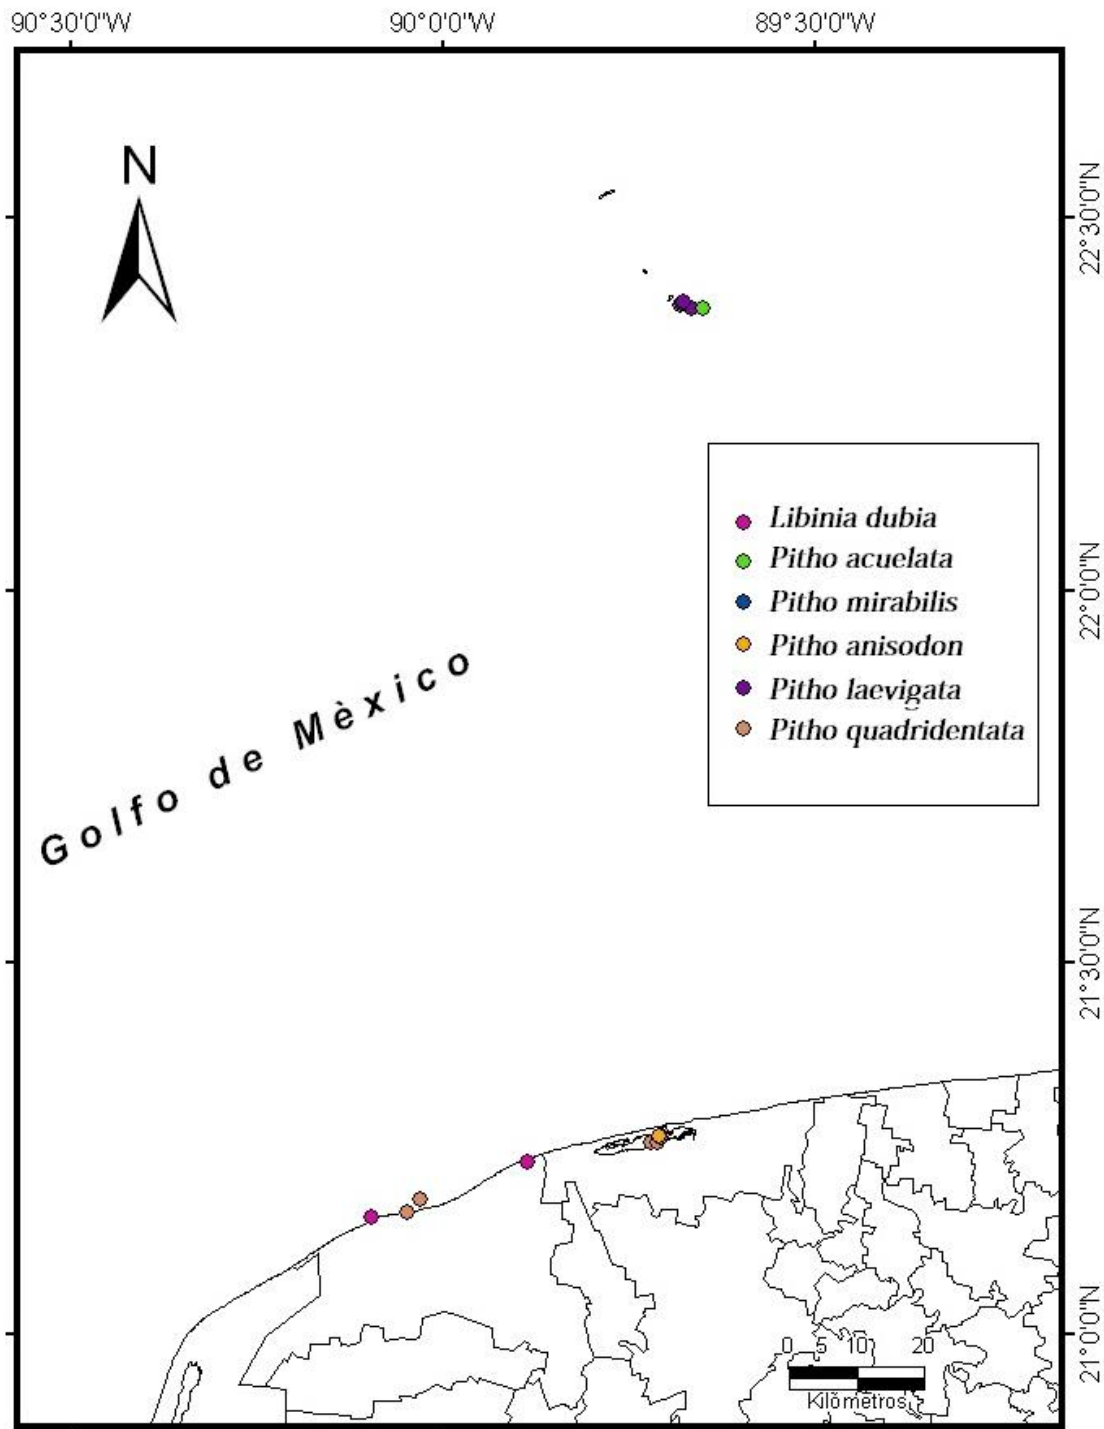 90°30'0"W 90°0'0"W 89°30'0"W
N
22°30'0"N
Libinia dubia
Pitho acuelata
Pitho mirabilis
Pitho anisodon
Pitho laevigata
Pitho quadridentata
22°0'0"N
Golfo de Mèxico
21°30'0"N
21°0'0"N
0 5 10 20
Kilòmetros